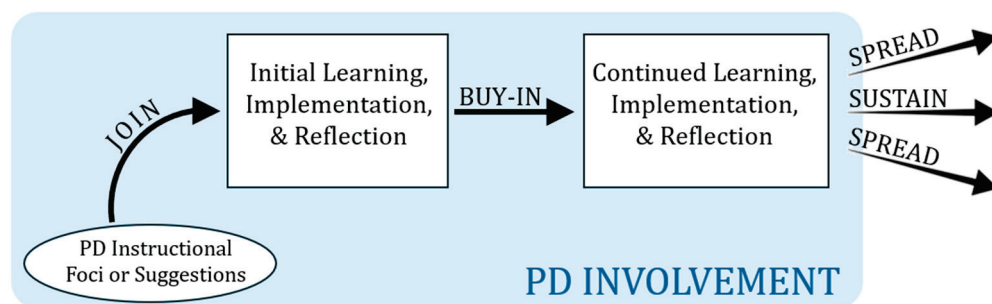 JOIN
PD Instructional
Foci or Suggestions
Initial Learning,
Implementation,
& Reflection
BUY-IN
Continued Learning,
Implementation,
& Reflection
SPREAD
SUSTAIN
SPREAD
PD INVOLVEMENT